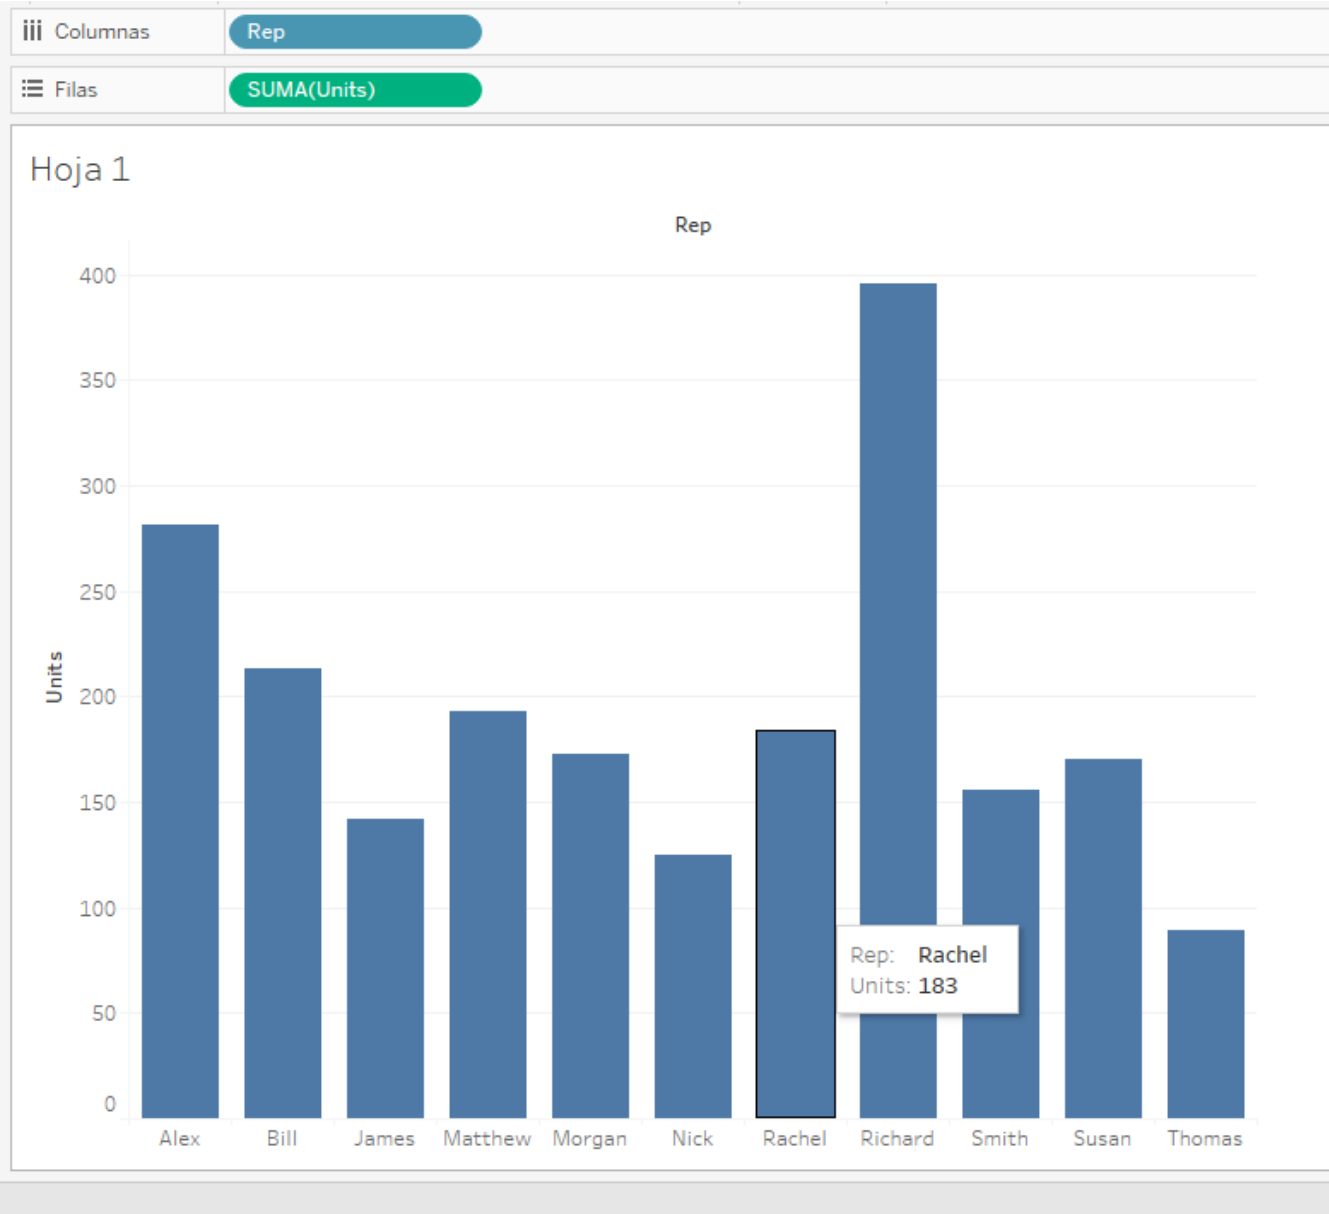 Columnas Rep
Filas SUMA(Units)
Hoja 1
Rep
400
350
300
250
200
150
100
50
0
Units
Rep: Rachel
Units: 183
Alex Bill James Matthew Morgan Nick Rachel Richard Smith Susan Thomas